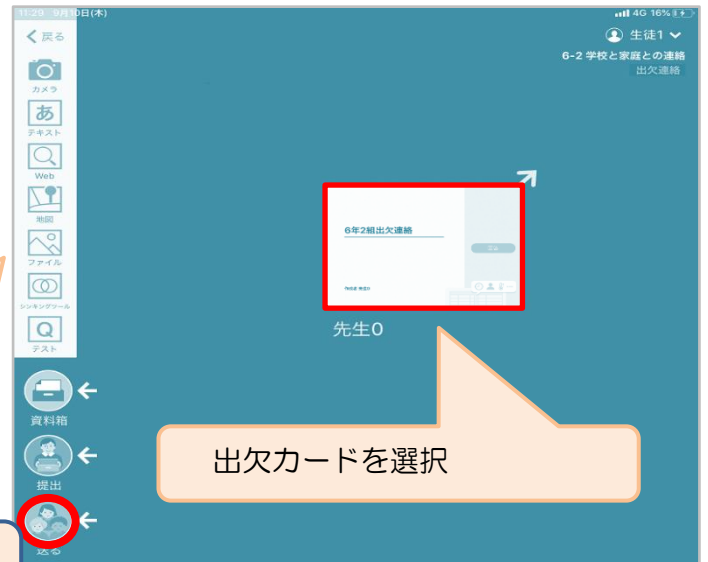 11:29 9月10日(木)
4G 16%
戻る
生徒1
6-2 学校と家庭との連絡
出欠連絡
カメラ
あ
テキスト
Web
地図
ファイル
シンキングツール
Q
テスト
6年2組出欠連絡
先生0
資料箱
提出
送る
出欠カードを選択